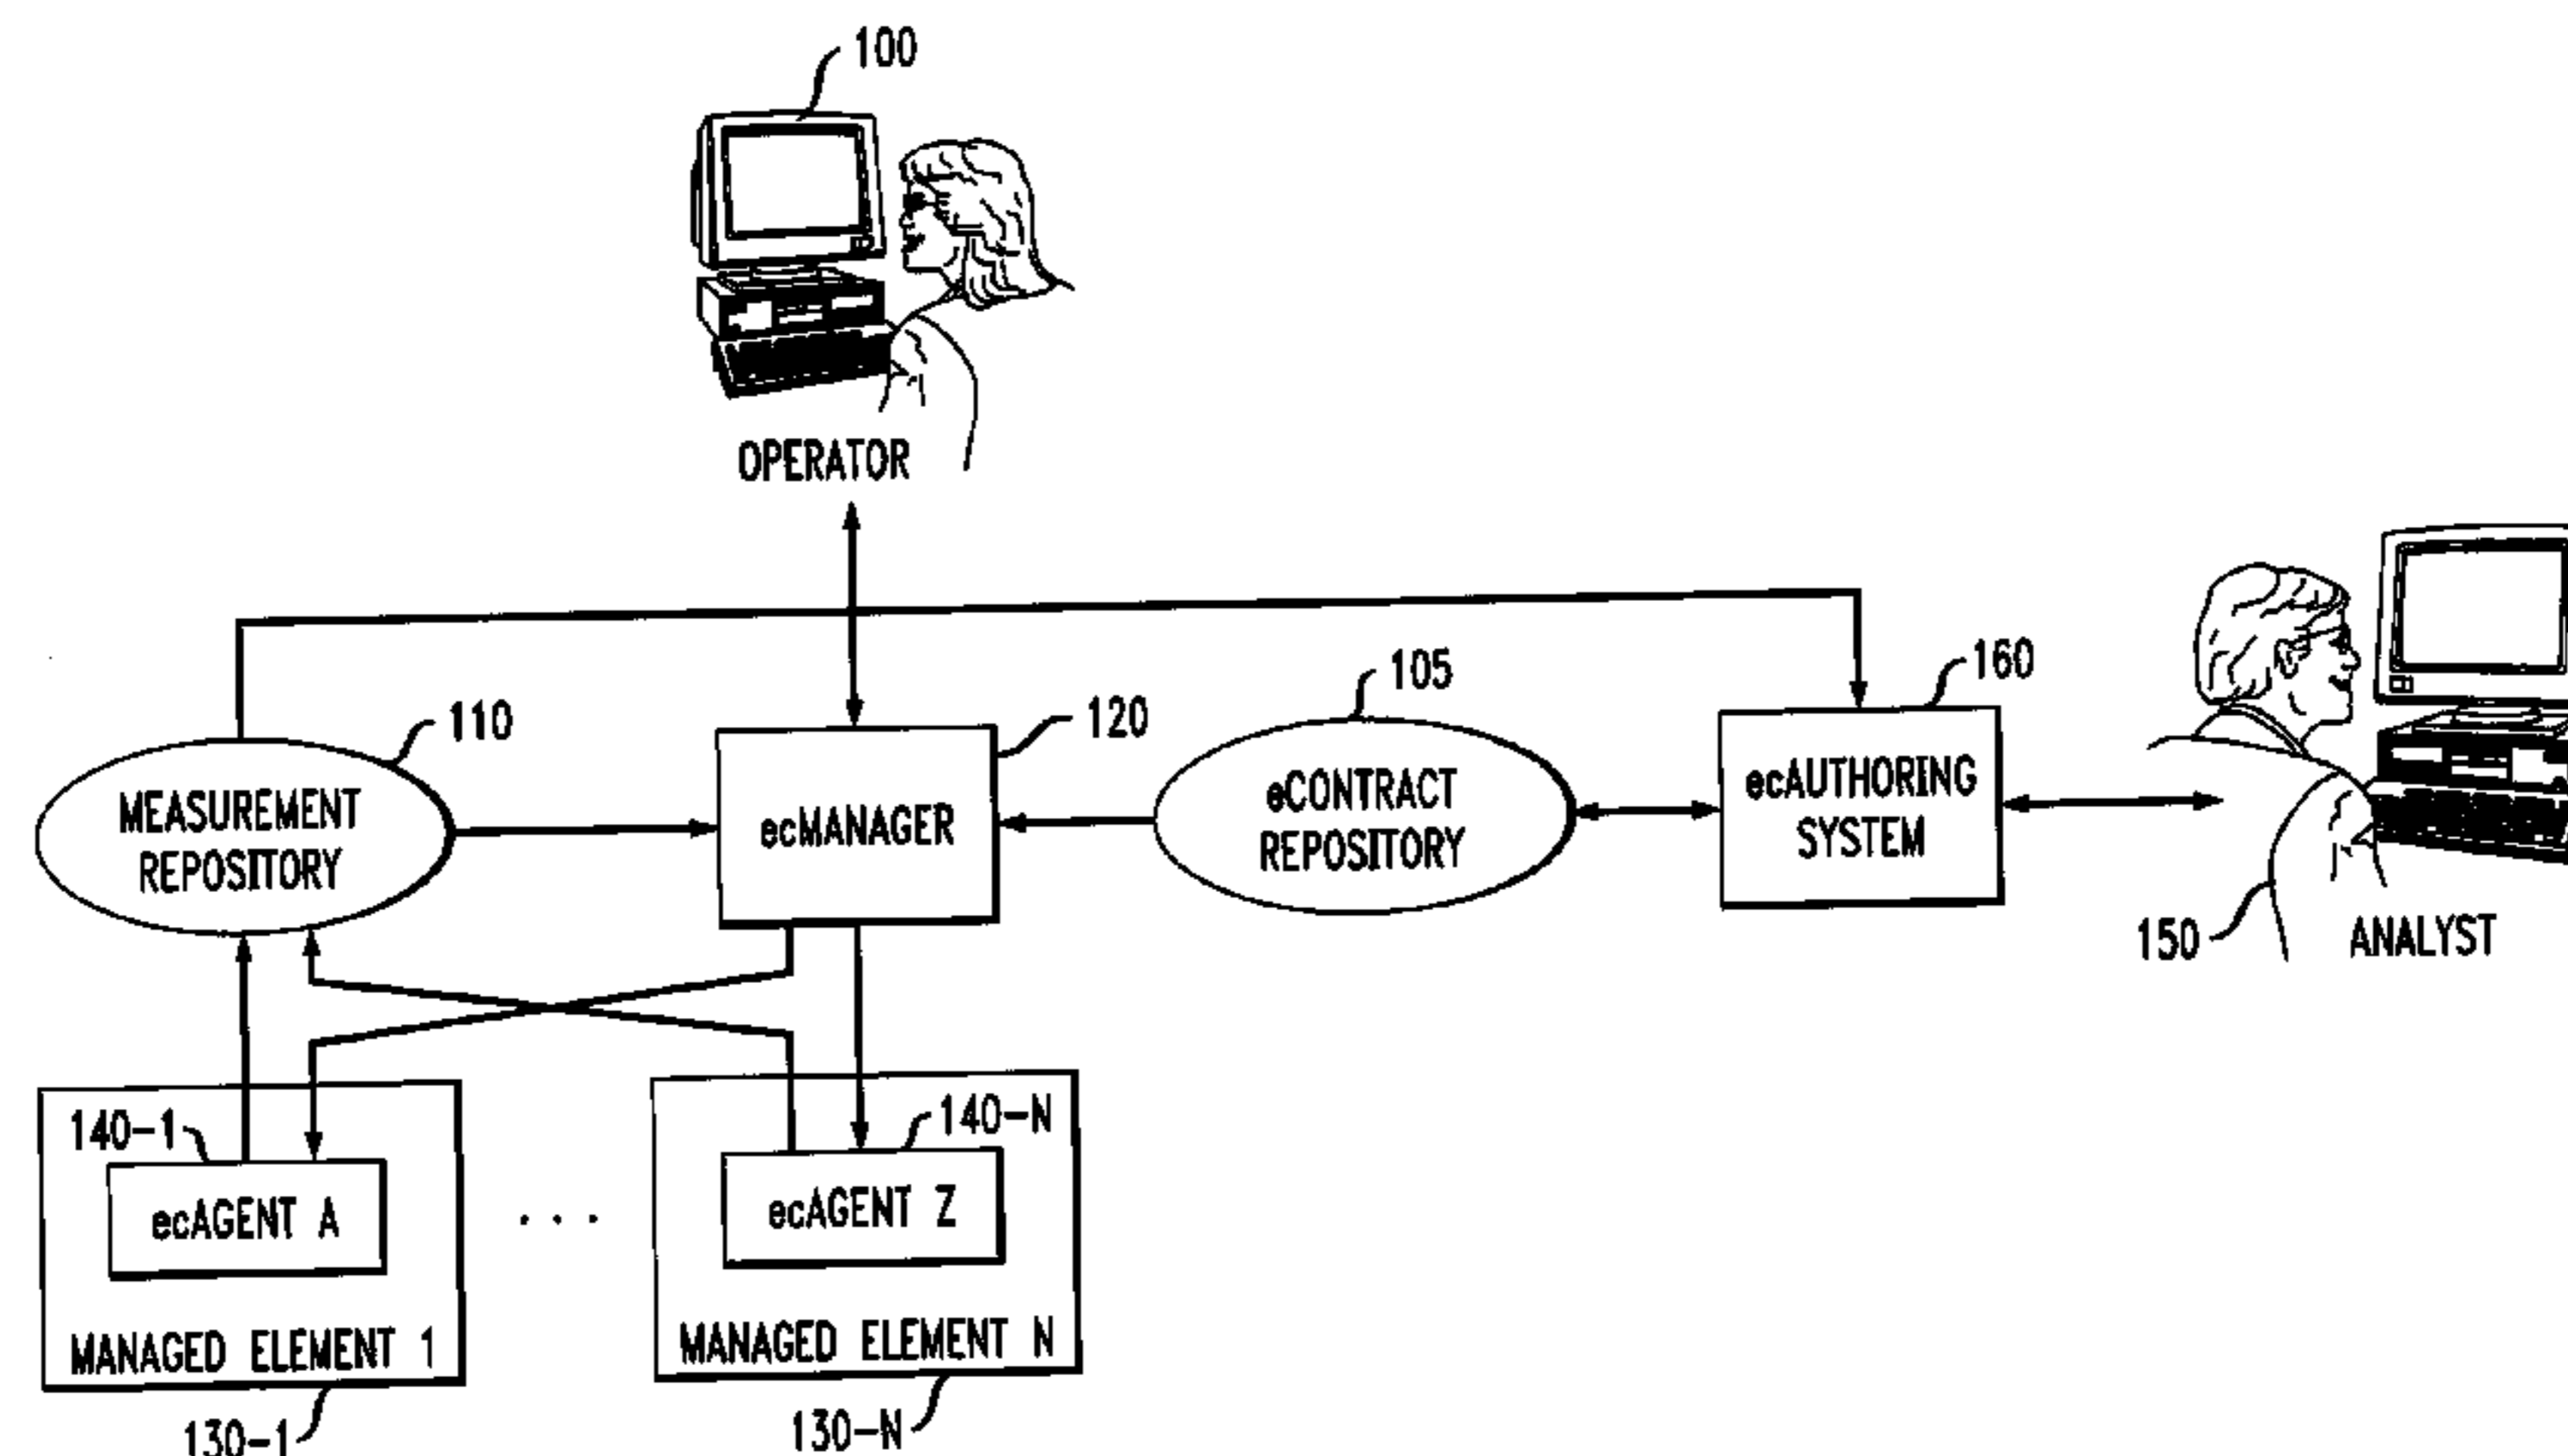 100
OPERATOR
110
MEASUREMENT
REPOSITORY
120
ecMANAGER
105
eCONTRACT
REPOSITORY
160
ecAUTHORING
SYSTEM
150
ANALYST
140-1
ecAGENT A
MANAGED ELEMENT 1
130-1
. . .
140-N
ecAGENT Z
MANAGED ELEMENT N
130-N